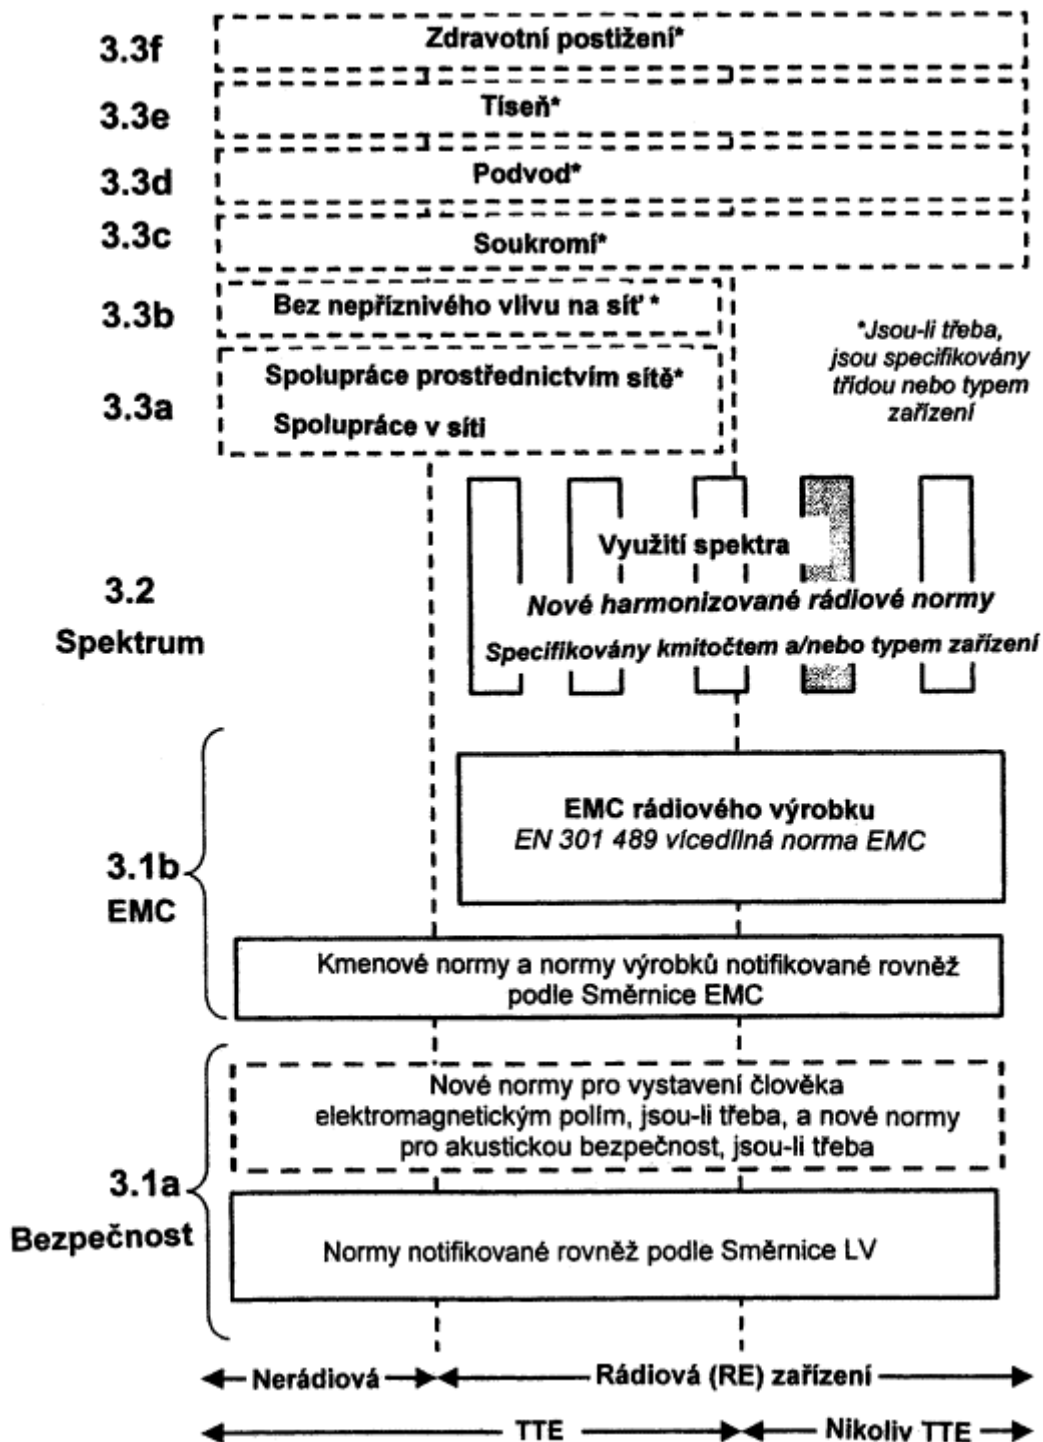 3.3f
Zdravotní postižení*
3.3e
Tíseň*
3.3d
Podvod*
3.3c
Soukromí*
3.3b
Bez nepříznivého vlivu na síť *
3.3a
Spolupráce prostřednictvím sítě*
Spolupráce v síti
*Jsou-li třeba,
jsou specifikovány
třídou nebo typem
zařízení
3.2
Spektrum
Využití spektra
Nové harmonizované rádiové normy
Specifikovány kmitočtem a/nebo typem zařízení
3.1b
EMC
EMC rádiového výrobku
EN 301 489 vícedílná norma EMC
Kmenové normy a normy výrobků notifikované rovněž
podle Směrnice EMC
3.1a
Bezpečnost
Nové normy pro vystavení člověka
elektromagnetickým polím, jsou-li třeba, a nové normy
pro akustickou bezpečnost, jsou-li třeba
Normy notifikované rovněž podle Směrnice LV
Nerádiová
Rádiová (RE) zařízení
TTE
Nikoliv TTE